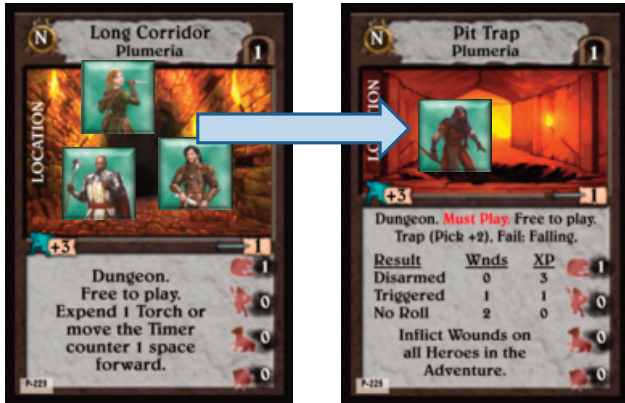 N
Long Corridor
Plumeria
1
LOCATION
+3
1
Dungeon.
Free to play.
Expend 1 Torch or
move the Timer
counter 1 space
forward.
1
0
0
0
P-229
N
Pit Trap
Plumeria
1
LOCATION
+3
1
Dungeon. Must Play. Free to play.
Trap (Pick +2), Fail: Falling.
Result Wnds XP
Disarmed 0 3
Triggered 1 1
No Roll 2 0
Inflict Wounds on
all Heroes in the
Adventure.
1
0
0
0